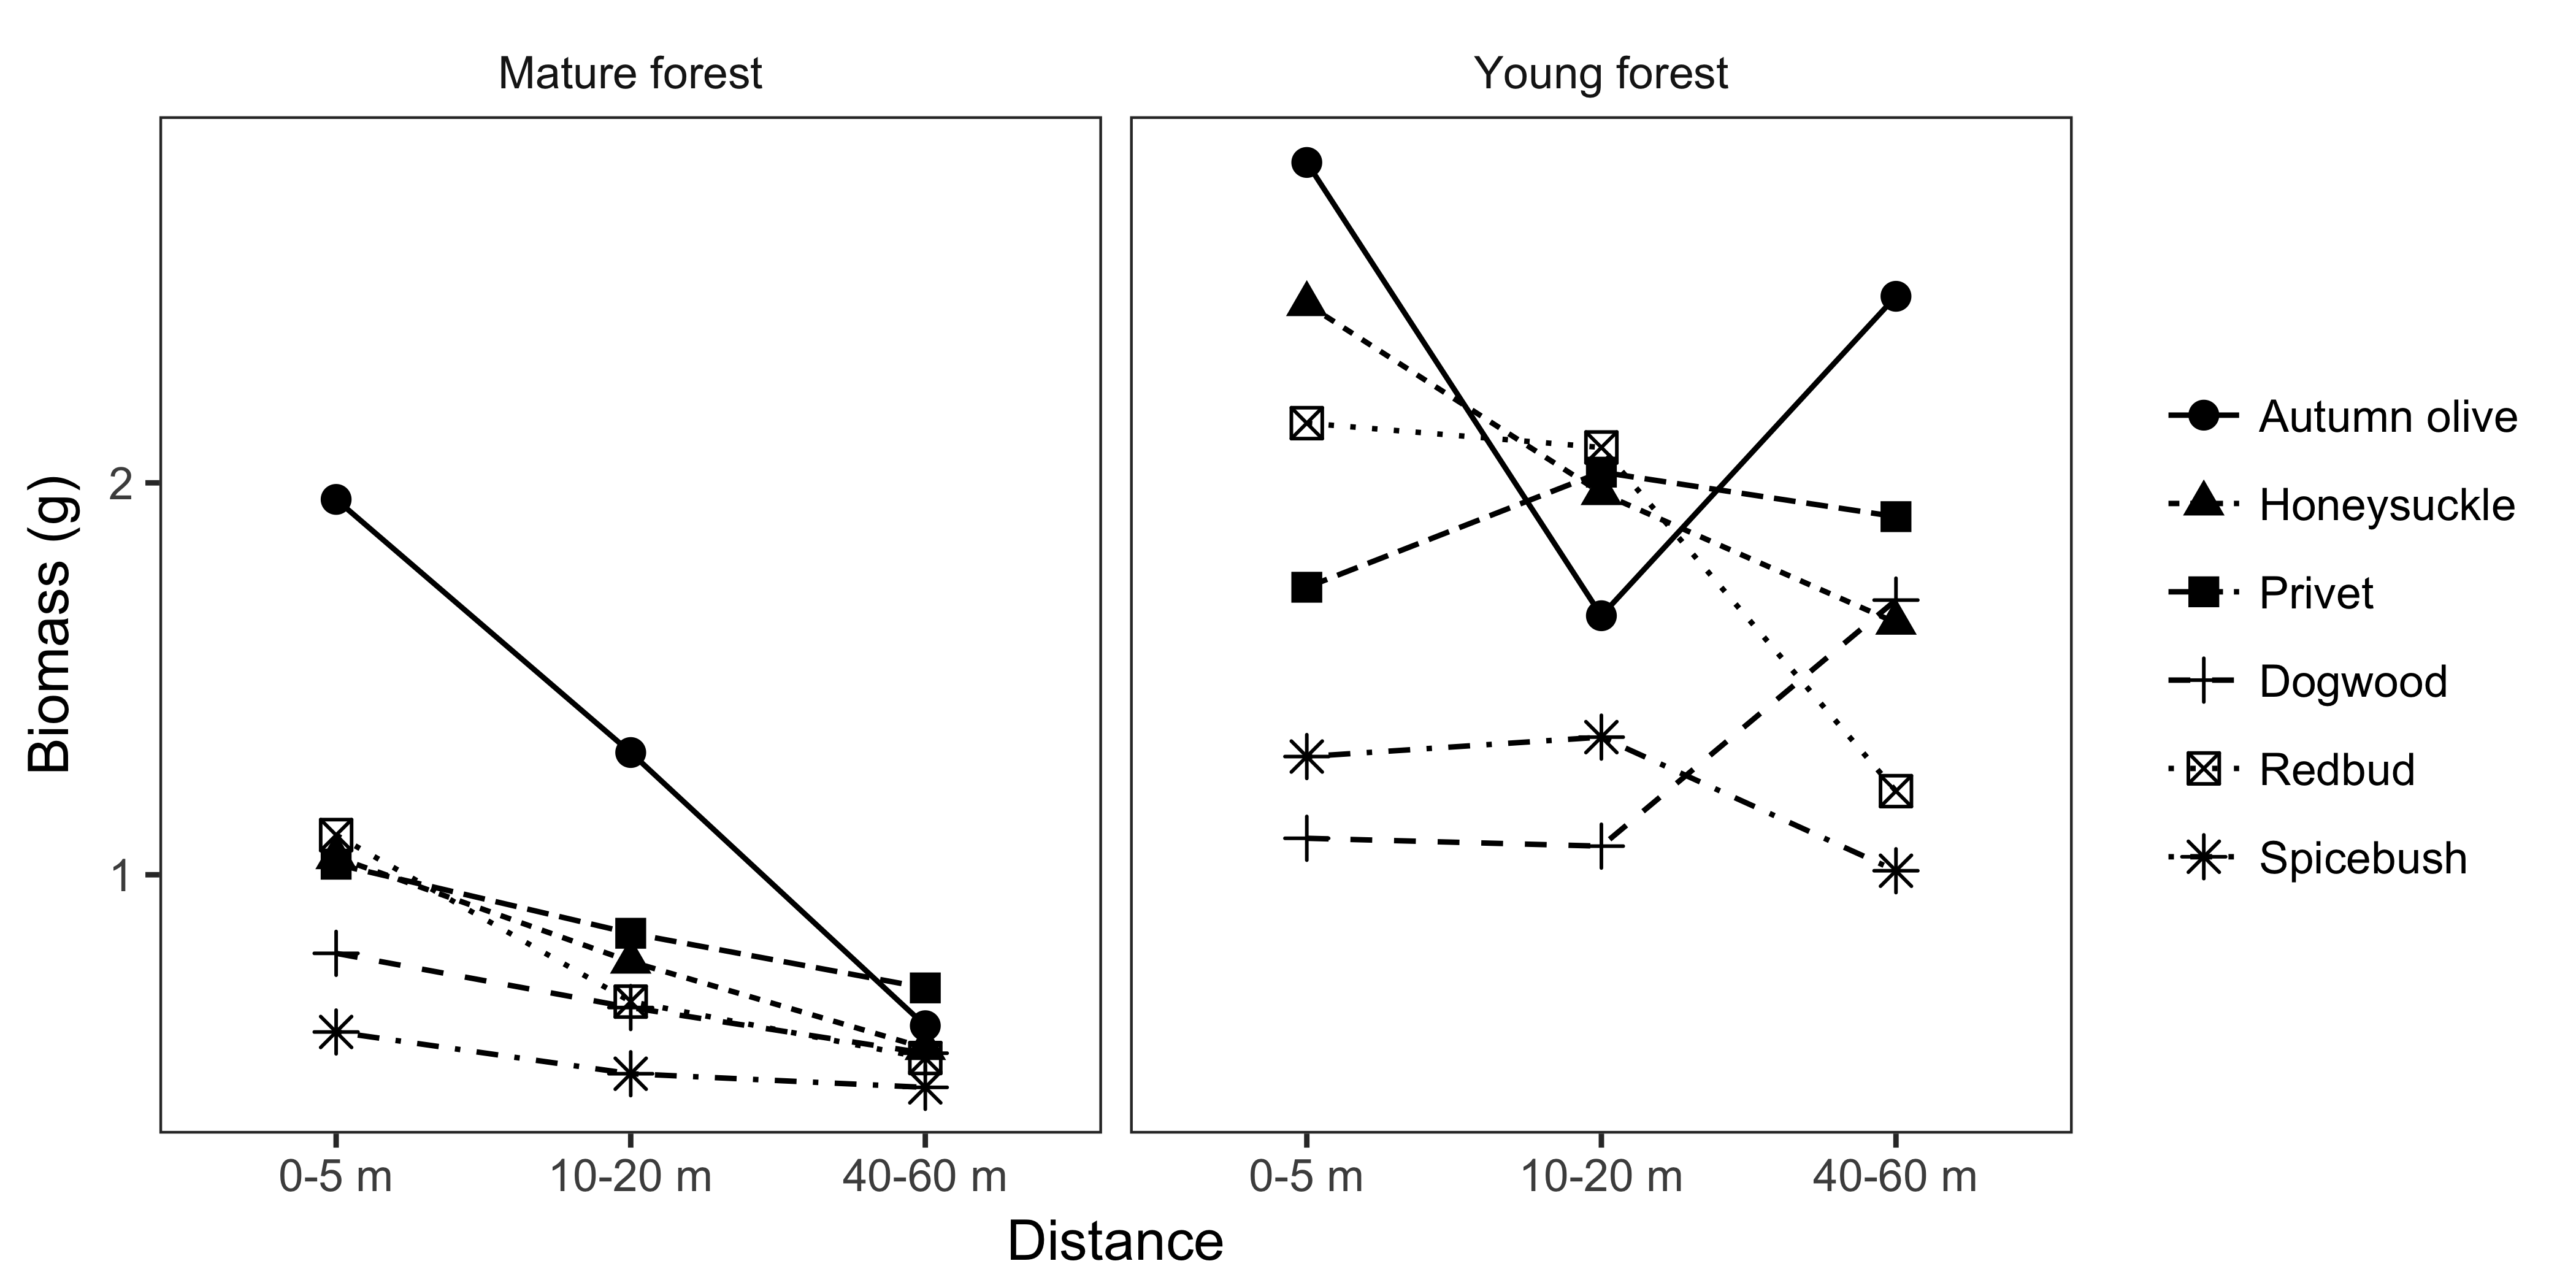 Mature forest
Young forest
Biomass (g)
2
1
0-5 m
10-20 m
40-60 m
0-5 m
10-20 m
40-60 m
Distance
Autumn olive
Honeysuckle
Privet
Dogwood
Redbud
Spicebush